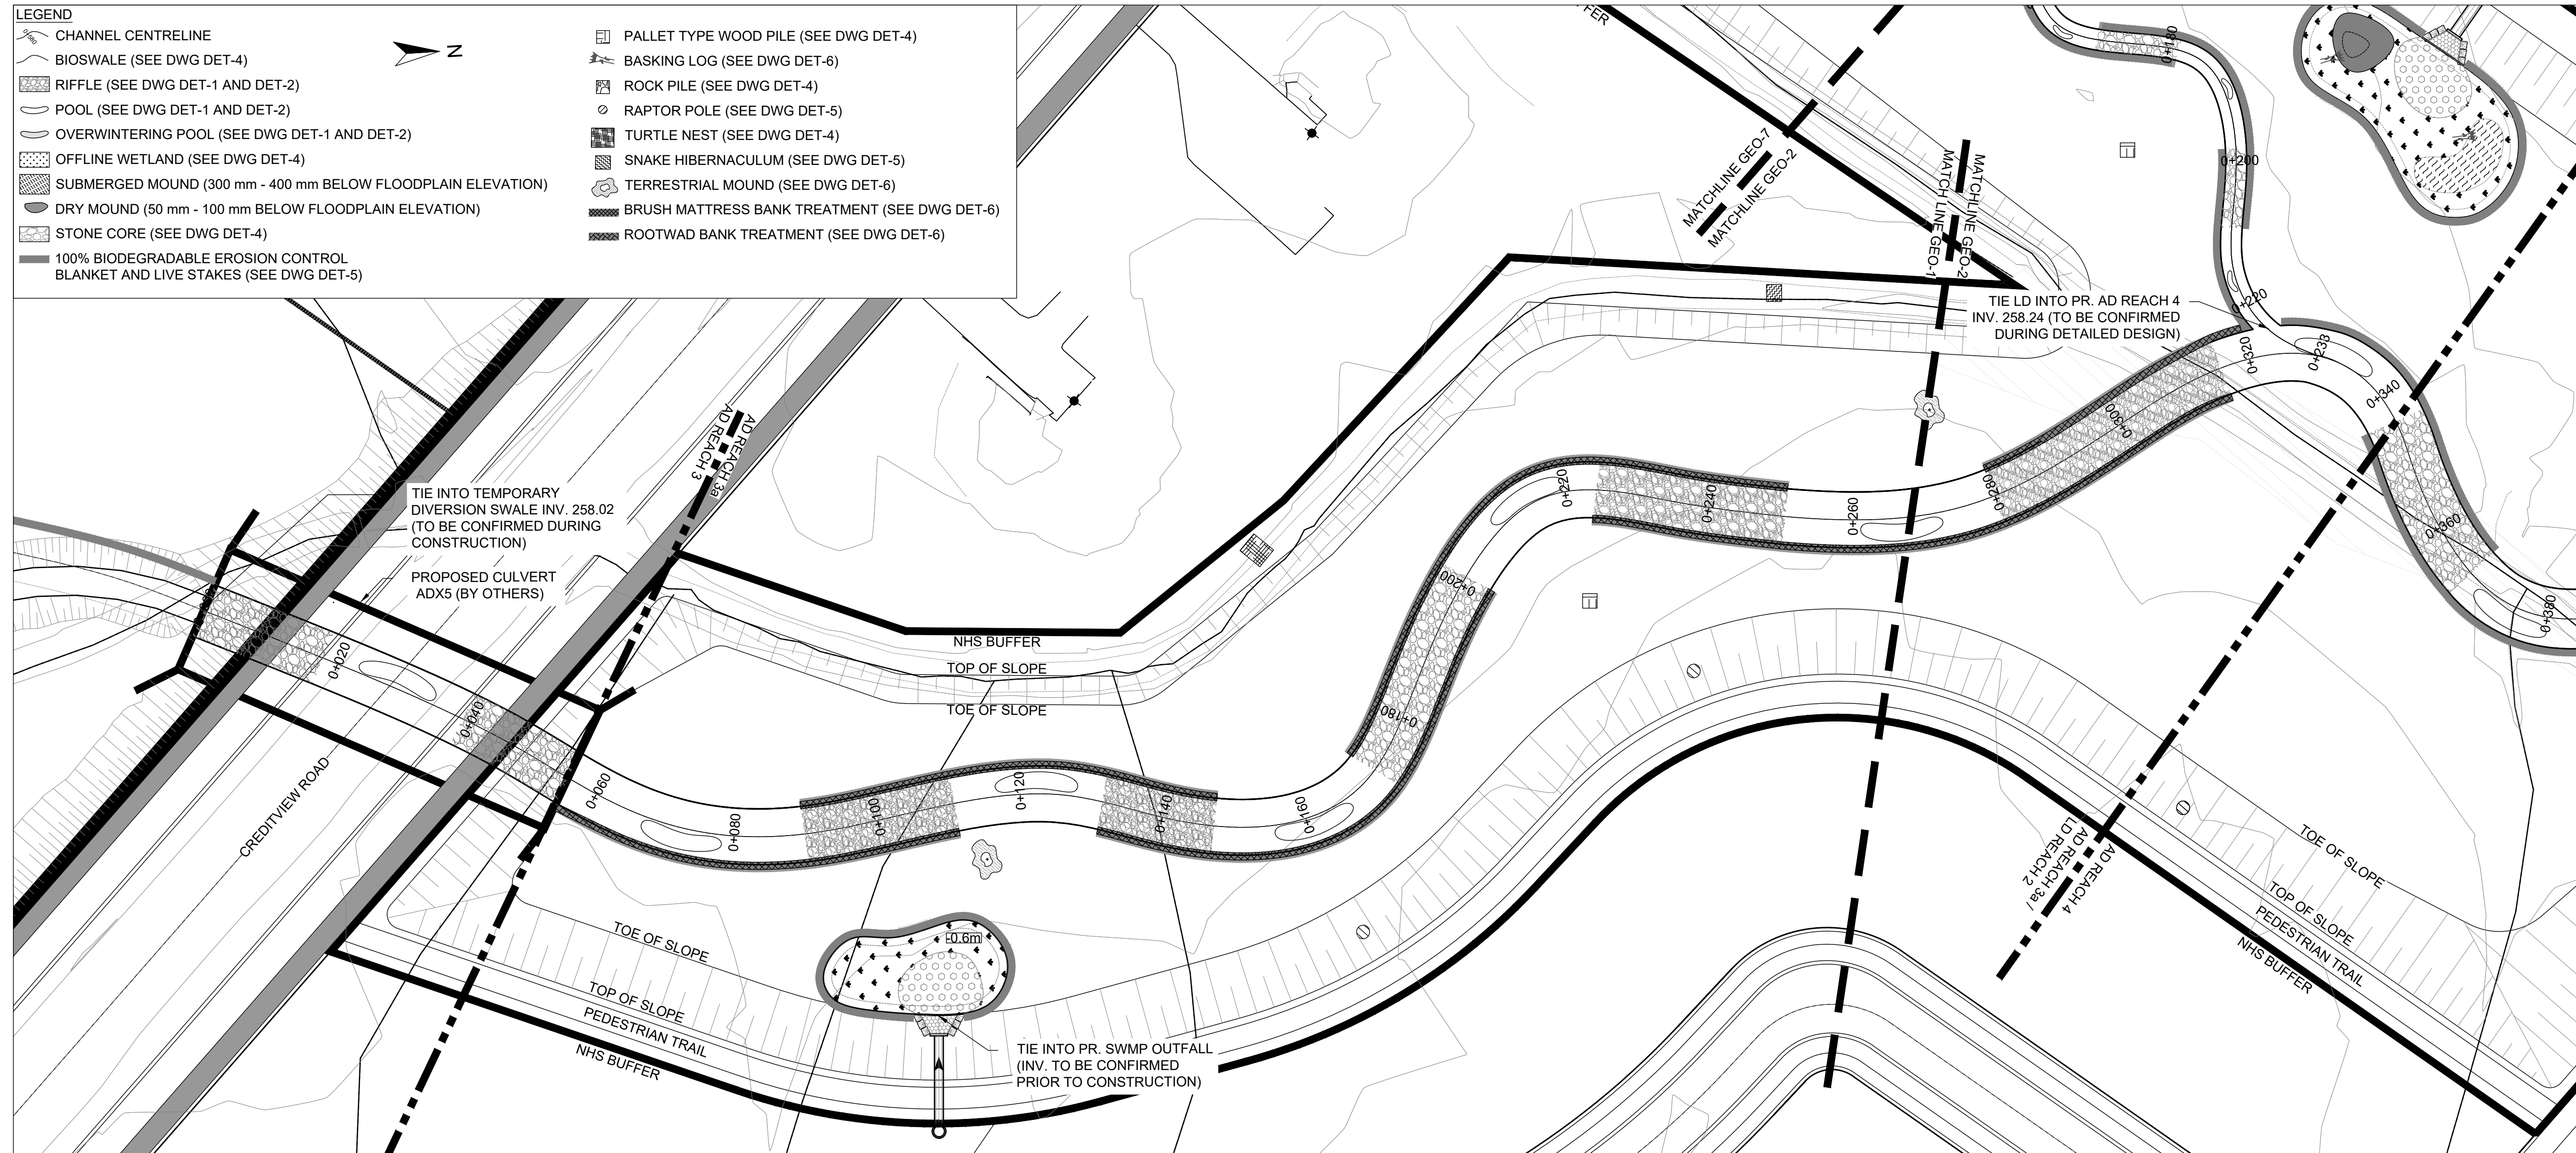 LEGEND
CHANNEL CENTRELINE
BIOSWALE (SEE DWG DET-4)
RIFFLE (SEE DWG DET-1 AND DET-2)
POOL (SEE DWG DET-1 AND DET-2)
OVERWINTERING POOL (SEE DWG DET-1 AND DET-2)
OFFLINE WETLAND (SEE DWG DET-4)
SUBMERGED MOUND (300 mm - 400 mm BELOW FLOODPLAIN ELEVATION)
DRY MOUND (50 mm - 100 mm BELOW FLOODPLAIN ELEVATION)
STONE CORE (SEE DWG DET-4)
100% BIODEGRADABLE EROSION CONTROL
BLANKET AND LIVE STAKES (SEE DWG DET-5)
N
PALLET TYPE WOOD PILE (SEE DWG DET-4)
BASKING LOG (SEE DWG DET-6)
ROCK PILE (SEE DWG DET-4)
RAPTOR POLE (SEE DWG DET-5)
TURTLE NEST (SEE DWG DET-4)
SNAKE HIBERNACULUM (SEE DWG DET-5)
TERRESTRIAL MOUND (SEE DWG DET-6)
BRUSH MATTRESS BANK TREATMENT (SEE DWG DET-6)
ROOTWAD BANK TREATMENT (SEE DWG DET-6)
MATCHLINE GEO-7
MATCHLINE GEO-2
MATCH LINE GEO-1
MATCHLINE GEO-2
0+180
0+200
0+220
TIE LD INTO PR. AD REACH 4
INV. 258.24 (TO BE CONFIRMED
DURING DETAILED DESIGN)
0+233
AD REACH 3
AD REACH 3a
TIE INTO TEMPORARY
DIVERSION SWALE INV. 258.02
(TO BE CONFIRMED DURING
CONSTRUCTION)
PROPOSED CULVERT
ADX5 (BY OTHERS)
CREDITVIEW ROAD
NHS BUFFER
TOP OF SLOPE
TOE OF SLOPE
0+020
0+040
0+060
0+080
0+100
0+120
0+140
0+160
0+180
0+200
0+220
0+240
0+260
0+280
0+300
0+320
0+340
0+360
0+380
-0.6m
TOE OF SLOPE
TOP OF SLOPE
PEDESTRIAN TRAIL
NHS BUFFER
TIE INTO PR. SWMP OUTFALL
(INV. TO BE CONFIRMED
PRIOR TO CONSTRUCTION)
LD REACH 2
AD REACH 3a /
AD REACH 4
TOE OF SLOPE
TOP OF SLOPE
PEDESTRIAN TRAIL
NHS BUFFER